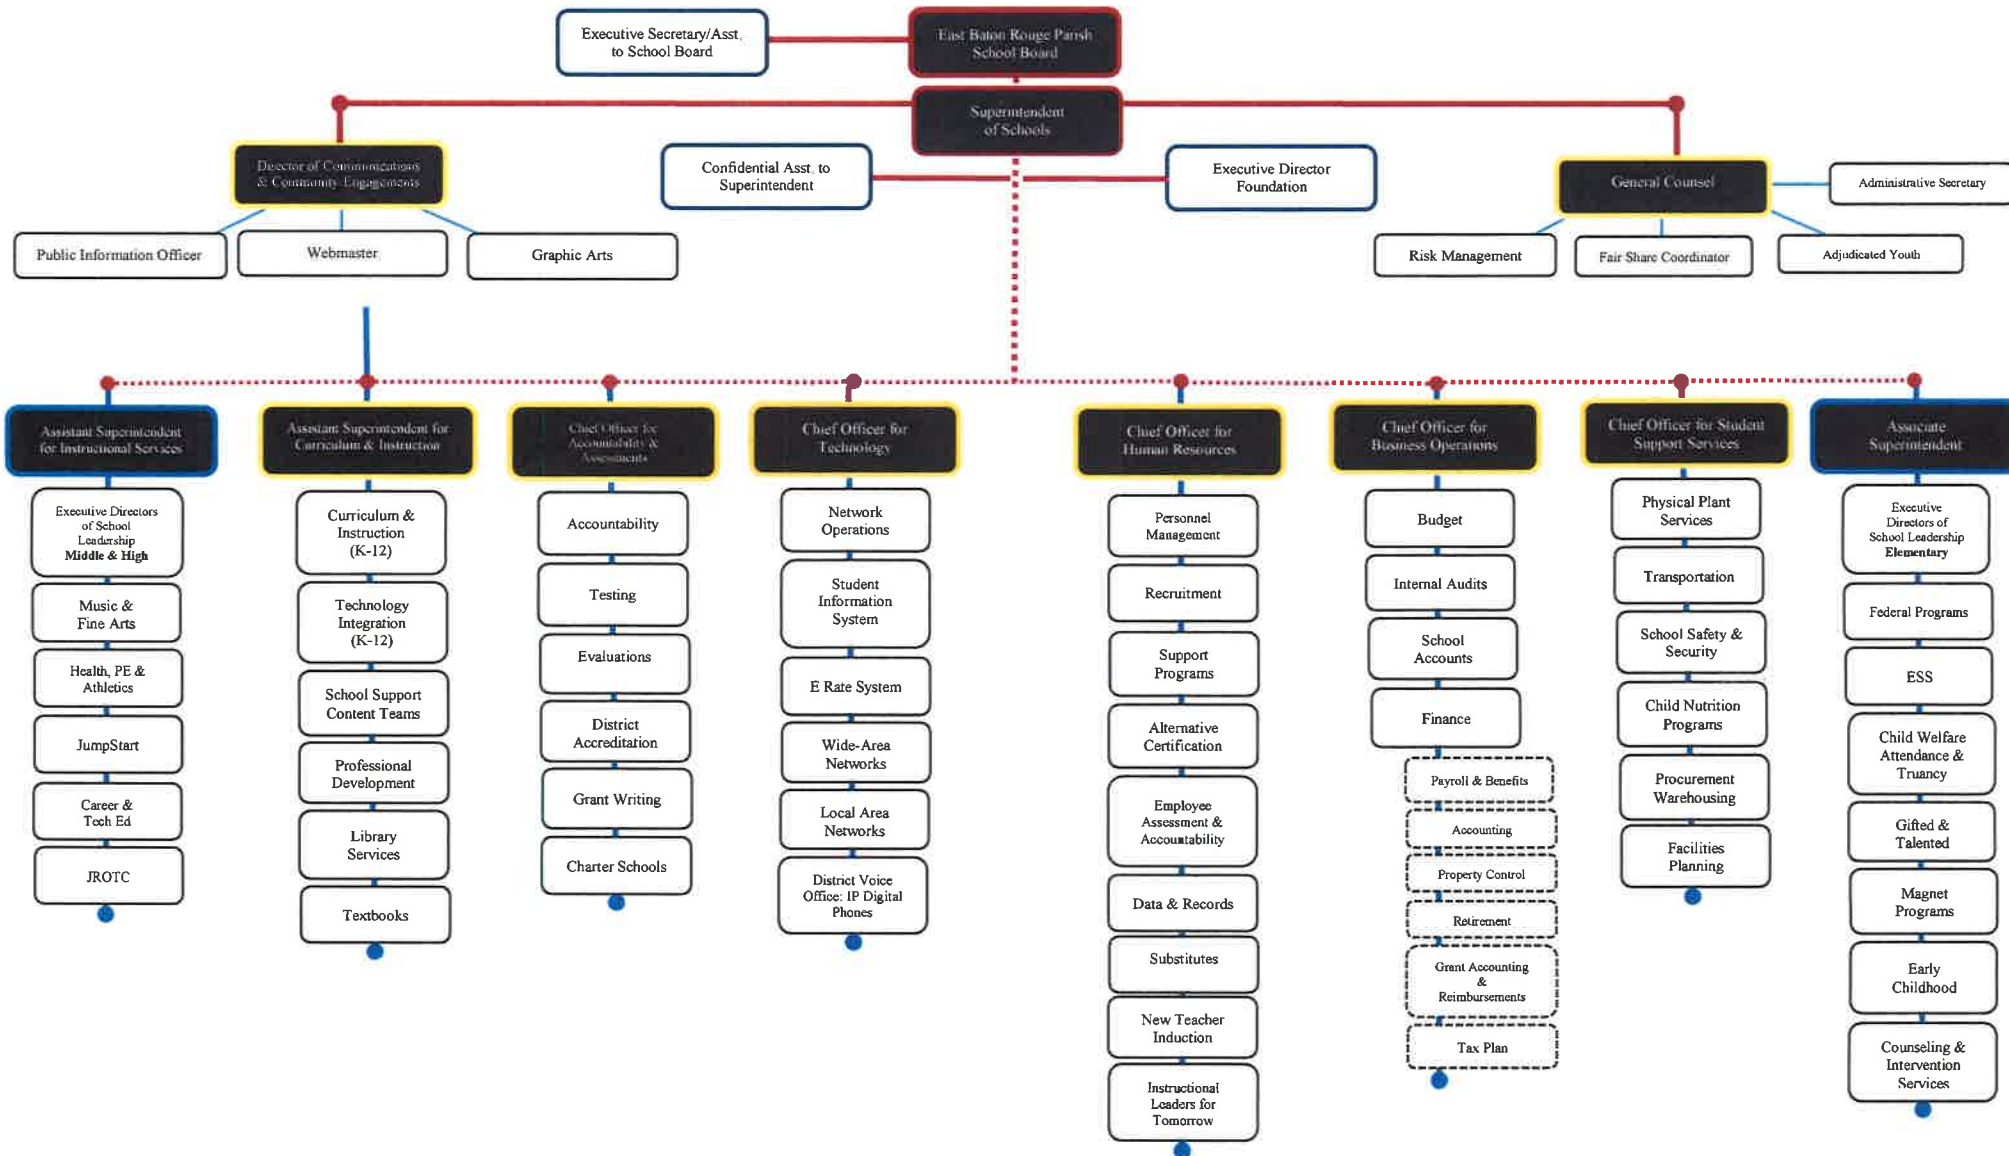 Executive Secretary/Asst.
to School Board
East Baton Rouge Parish
School Board
Superintendent
of Schools
Director of Communications
& Community Engagements
Confidential Asst. to
Superintendent
Executive Director
Foundation
General Counsel
Administrative Secretary
Public Information Officer
Webmaster
Graphic Arts
Risk Management
Fair Share Coordinator
Adjudicated Youth
Assistant Superintendent
for Instructional Services
Executive Directors
of School
Leadership
Middle & High
Music &
Fine Arts
Health, PE &
Athletics
JumpStart
Career &
Tech Ed
JROTC
Assistant Superintendent for
Curriculum & Instruction
Curriculum &
Instruction
(K-12)
Technology
Integration
(K-12)
School Support
Content Teams
Professional
Development
Library
Services
Textbooks
Chief Officer for
Accountability &
Assessments
Accountability
Testing
Evaluations
District
Accreditation
Grant Writing
Charter Schools
Chief Officer for
Technology
Network
Operations
Student
Information
System
E Rate System
Wide-Area
Networks
Local Area
Networks
District Voice
Office: IP Digital
Phones
Chief Officer for
Human Resources
Personnel
Management
Recruitment
Support
Programs
Alternative
Certification
Employee
Assessment &
Accountability
Data & Records
Substitutes
New Teacher
Induction
Instructional
Leaders for
Tomorrow
Chief Officer for
Business Operations
Budget
Internal Audits
School
Accounts
Finance
Payroll & Benefits
Accounting
Property Control
Retirement
Grant Accounting
&
Reimbursements
Tax Plan
Chief Officer for Student
Support Services
Physical Plant
Services
Transportation
School Safety &
Security
Child Nutrition
Programs
Procurement
Warehousing
Facilities
Planning
Associate
Superintendent
Executive
Directors of
School Leadership
Elementary
Federal Programs
ESS
Child Welfare
Attendance &
Truancy
Gifted &
Talented
Magnet
Programs
Early
Childhood
Counseling &
Intervention
Services